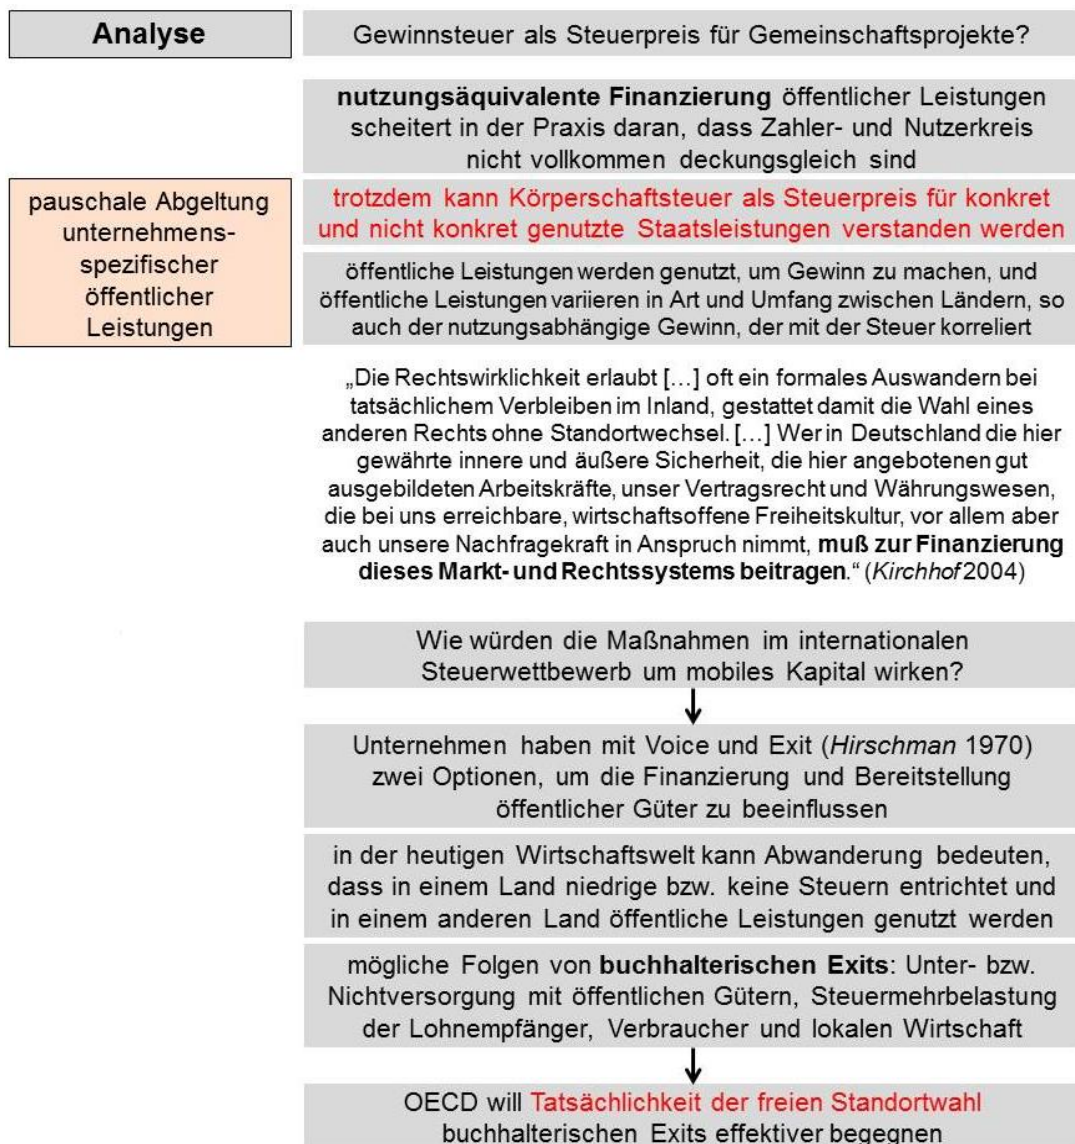 Analyse
Gewinnsteuer als Steuerpreis für Gemeinschaftsprojekte?
nutzungsäquivalente Finanzierung öffentlicher Leistungen
scheitert in der Praxis daran, dass Zahler- und Nutzerkreis
nicht vollkommen deckungsgleich sind
pauschale Abgeltung
unternehmens-
spezifischer
öffentlicher
Leistungen
trotzdem kann Körperschaftsteuer als Steuerpreis für konkret
und nicht konkret genutzte Staatsleistungen verstanden werden
öffentliche Leistungen werden genutzt, um Gewinn zu machen, und
öffentliche Leistungen variieren in Art und Umfang zwischen Ländern, so
auch der nutzungsabhängige Gewinn, der mit der Steuer korreliert
„Die Rechtswirklichkeit erlaubt […] oft ein formales Auswandern bei
tatsächlichem Verbleiben im Inland, gestattet damit die Wahl eines
anderen Rechts ohne Standortwechsel. […] Wer in Deutschland die hier
gewährte innere und äußere Sicherheit, die hier angebotenen gut
ausgebildeten Arbeitskräfte, unser Vertragsrecht und Währungswesen,
die bei uns erreichbare, wirtschaftsoffene Freiheitskultur, vor allem aber
auch unsere Nachfragekraft in Anspruch nimmt, muß zur Finanzierung
dieses Markt- und Rechtssystems beitragen.“ (Kirchhof 2004)
Wie würden die Maßnahmen im internationalen
Steuerwettbewerb um mobiles Kapital wirken?
Unternehmen haben mit Voice und Exit (Hirschman 1970)
zwei Optionen, um die Finanzierung und Bereitstellung
öffentlicher Güter zu beeinflussen
in der heutigen Wirtschaftswelt kann Abwanderung bedeuten,
dass in einem Land niedrige bzw. keine Steuern entrichtet und
in einem anderen Land öffentliche Leistungen genutzt werden
mögliche Folgen von buchhalterischen Exits: Unter- bzw.
Nichtversorgung mit öffentlichen Gütern, Steuermehrbelastung
der Lohnempfänger, Verbraucher und lokalen Wirtschaft
OECD will Tatsächlichkeit der freien Standortwahl
buchhalterischen Exits effektiver begegnen